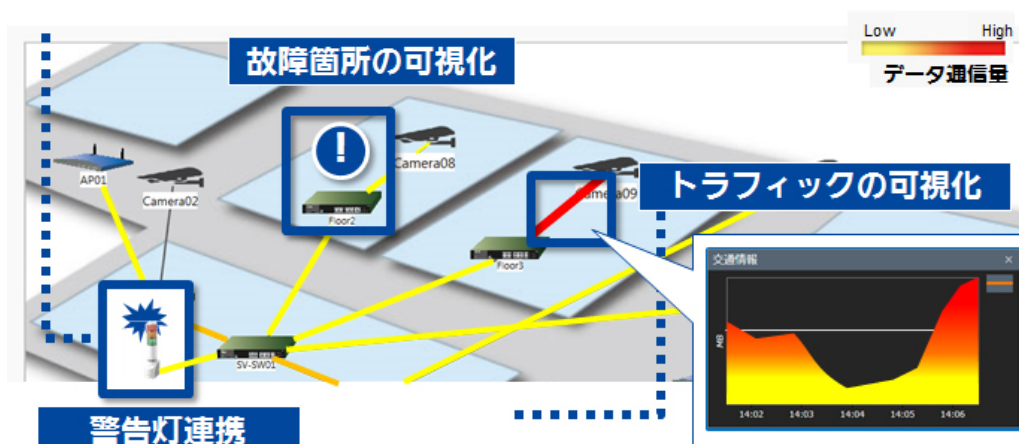 Low High
データ通信量
故障箇所の可視化
Camera08
AP01
Camera02
Floor2
トラフィックの可視化
Floor3
SV-SW01
交通情報
MB
14:02 14:03 14:04 14:05 14:06
警告灯連携